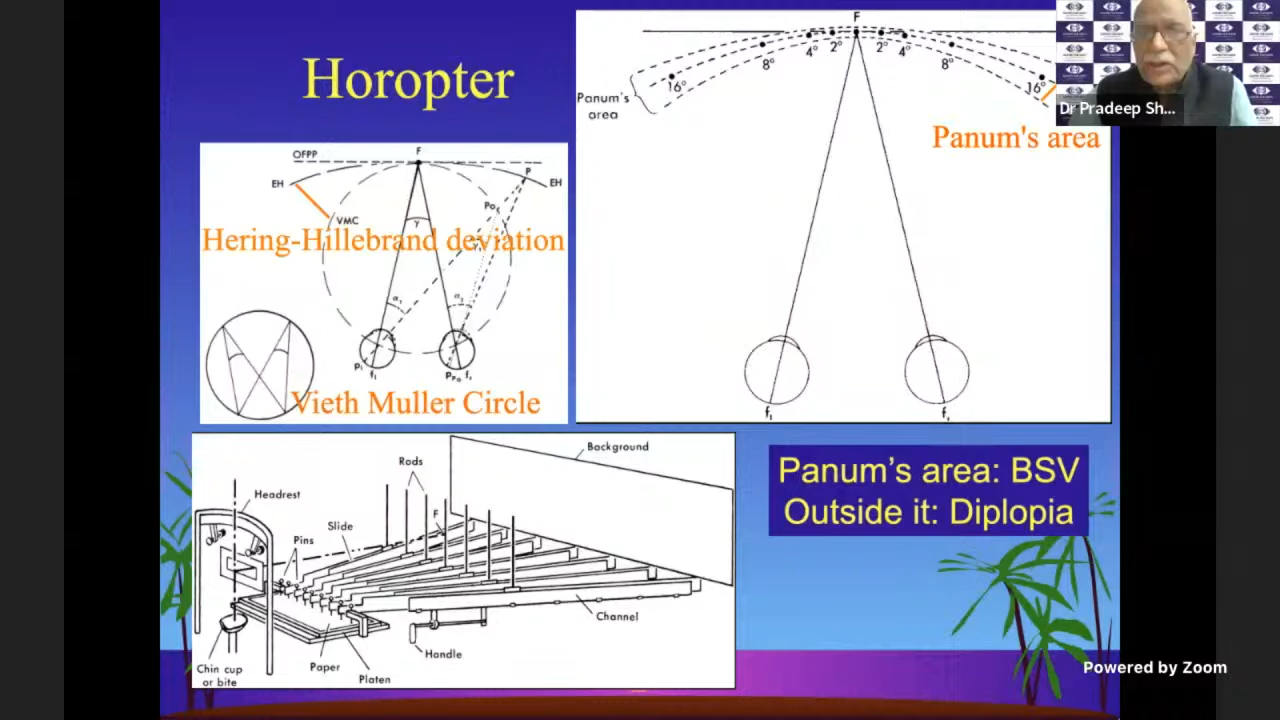 Horopter
OFPP
F
P
EH
EH
VMC
γ
Hering-Hillebrand deviation
Vieth Muller Circle
F
2°
2°
4°
4°
8°
8°
16°
16°
Panum's
area
Panum's area
Dr Pradeep Sh...
Background
Rods
Headrest
F
Slide
Pins
Channel
Handle
Chin cup
or bite
Paper
Platen
Panum's area: BSV
Outside it: Diplopia
Powered by Zoom